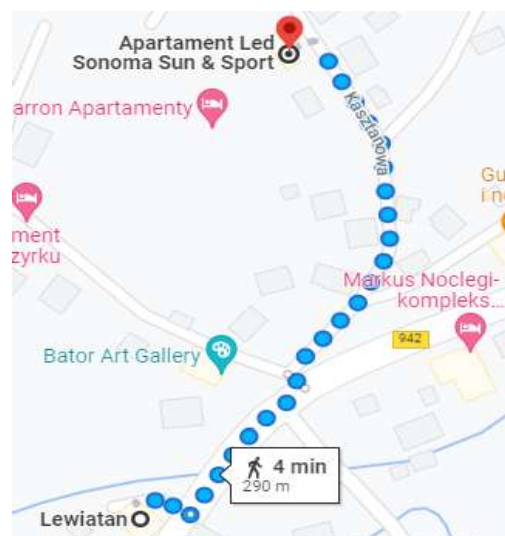 Apartament Led
Sonoma Sun & Sport
arron Apartamenty
Kasztanowa
Gu
i n
ment
zyrku
Markus Noclegi-
kompleks...
942
Bator Art Gallery
4 min
290 m
Lewiatan